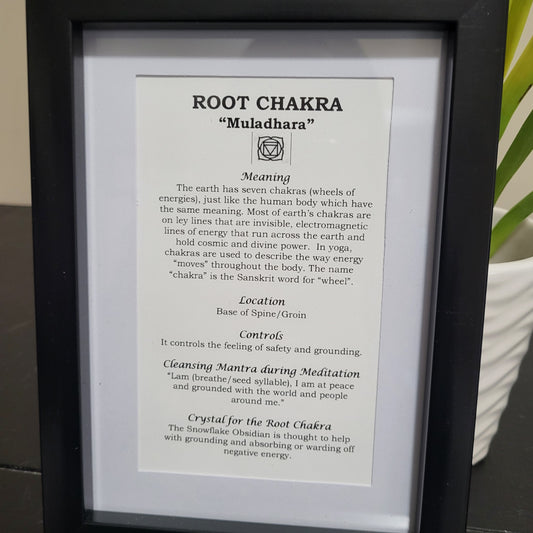 ROOT CHAKRA
“Muladhara”
Meaning
The earth has seven chakras (wheels of
energies), just like the human body which have
the same meaning. Most of earth’s chakras are
on ley lines that are invisible, electromagnetic
lines of energy that run across the earth and
hold cosmic and divine power. In yoga,
chakras are used to describe the way energy
“moves” throughout the body. The name
“chakra” is the Sanskrit word for “wheel”.
Location
Base of Spine/Groin
Controls
It controls the feeling of safety and grounding.
Cleansing Mantra during Meditation
“Lam (breathe/seed syllable), I am at peace
and grounded with the world and people
around me.”
Crystal for the Root Chakra
The Snowflake Obsidian is thought to help
with grounding and absorbing or warding off
negative energy.